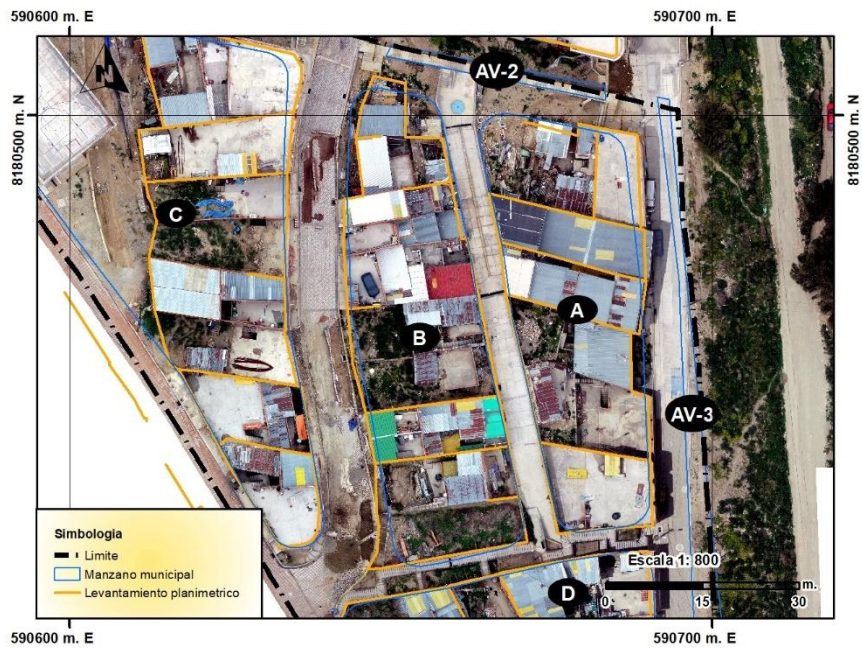 590600 m. E
590700 m. E
N
AV-2
8180500 m. N
8180500 m. N
C
A
B
AV-3
Simbologia
Limite
Manzano municipal
Levantamiento planimetrico
Escala 1: 800
m.
0
15
30
D
590600 m. E
590700 m. E